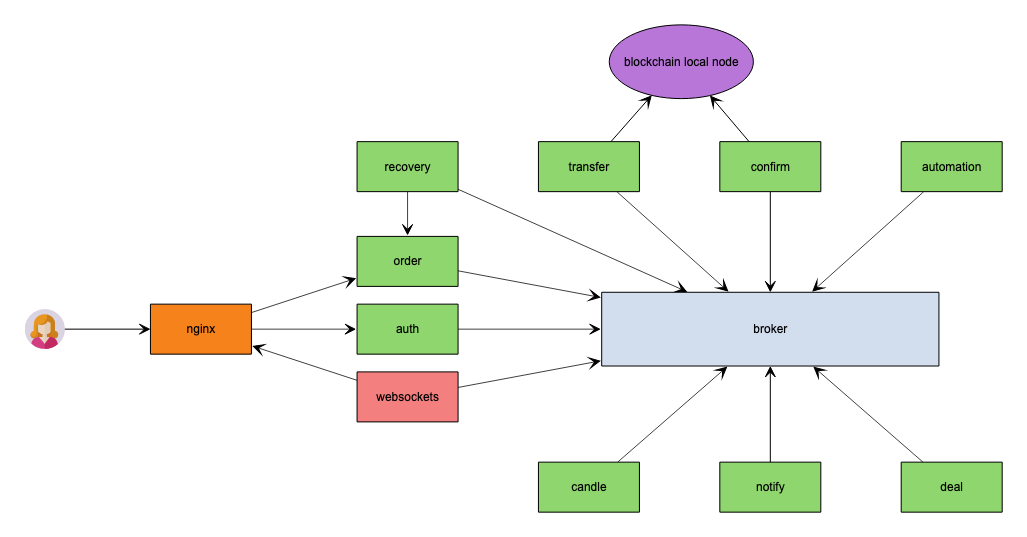 blockchain local node
recovery
transfer
confirm
automation
order
nginx
auth
broker
websockets
candle
notify
deal